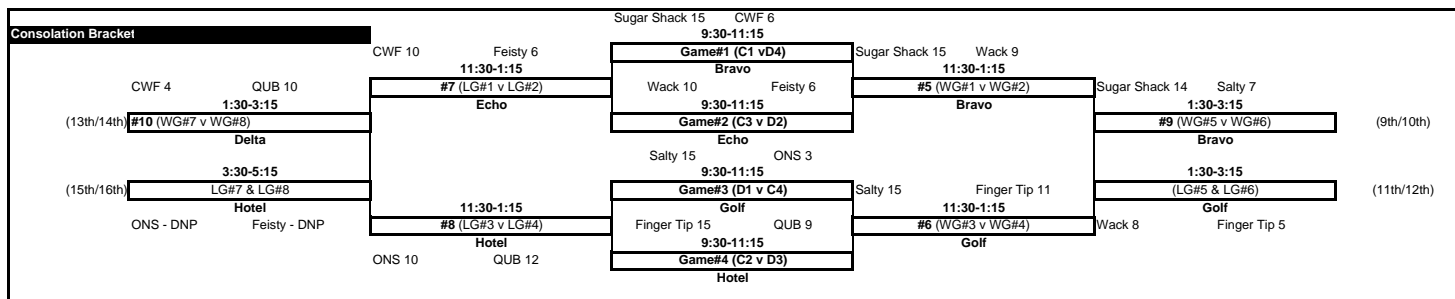 Sugar Shack 15 CWF 6
Consolation Bracket 9:30-11:15
CWF 10 Feisty 6 Game#1 (C1 vD4) Sugar Shack 15 Wack 9
11:30-1:15 Bravo 11:30-1:15
CWF 4 QUB 10 #7 (LG#1 v LG#2) Wack 10 Feisty 6 #5 (WG#1 v WG#2) Sugar Shack 14 Salty 7
1:30-3:15 Echo 9:30-11:15 Bravo 1:30-3:15
(13th/14th) #10 (WG#7 v WG#8) Game#2 (C3 v D2) #9 (WG#5 v WG#6) (9th/10th)
Delta Echo Bravo
Salty 15 ONS 3
3:30-5:15 9:30-11:15 1:30-3:15
(15th/16th) LG#7 & LG#8 Game#3 (D1 v C4) Salty 15 Finger Tip 11 (LG#5 & LG#6) (11th/12th)
Hotel 11:30-1:15 Golf 11:30-1:15 Golf
ONS - DNP Feisty - DNP #8 (LG#3 v LG#4) Finger Tip 15 QUB 9 #6 (WG#3 v WG#4) Wack 8 Finger Tip 5
Hotel 9:30-11:15 Golf
ONS 10 QUB 12 Game#4 (C2 v D3)
Hotel